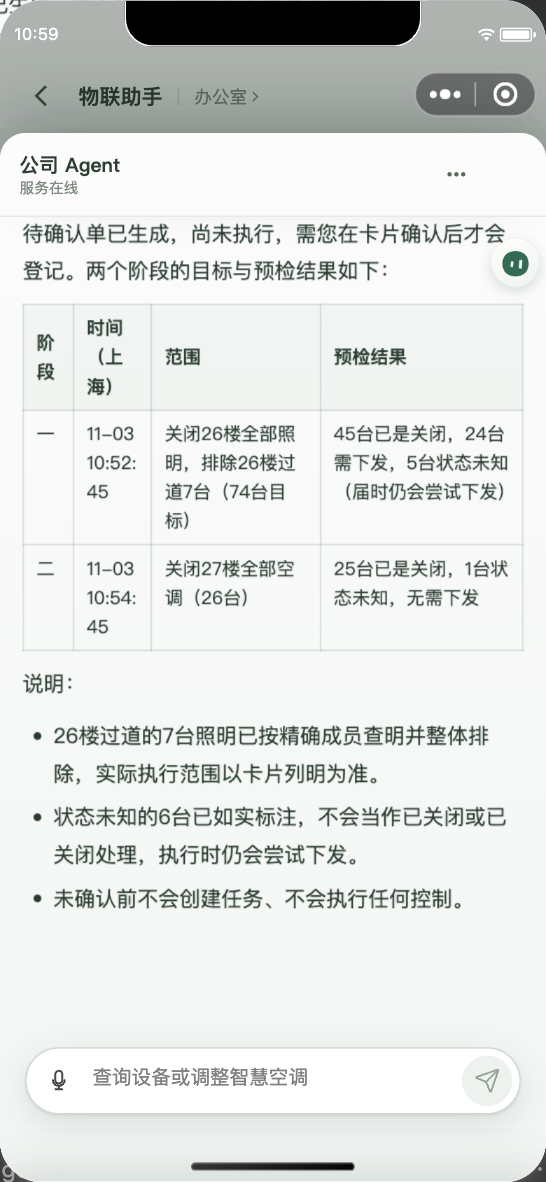 10:59
物联助手
办公室 >
公司 Agent
服务在线
待确认单已生成，尚未执行，需您在卡片确认后才会
登记。两个阶段的目标与预检结果如下：
阶段
时间（上海）
范围
预检结果
一
11-03
10:52:
45
关闭26楼全部照
明，排除26楼过
道7台（74台目
标）
45台已是关闭，24台
需下发，5台状态未知
（届时仍会尝试下发）
二
11-03
10:54:
45
关闭27楼全部空
调（26台）
25台已是关闭，1台状
态未知，无需下发
说明：
• 26楼过道的7台照明已按精确成员查明并整体排
除，实际执行范围以卡片列明为准。
• 状态未知的6台已如实标注，不会当作已关闭或已
关闭处理，执行时仍会尝试下发。
• 未确认前不会创建任务、不会执行任何控制。
查询设备或调整智慧空调